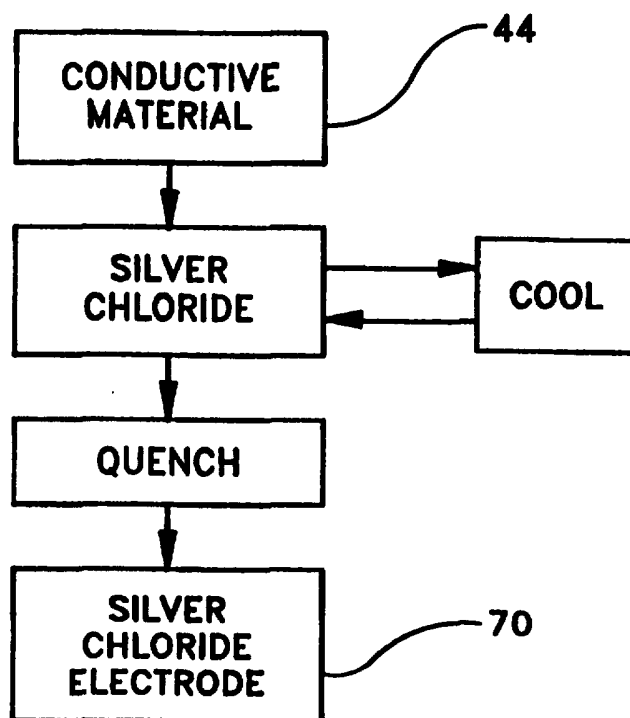 44
CONDUCTIVE
MATERIAL
SILVER
CHLORIDE
COOL
QUENCH
SILVER
CHLORIDE
ELECTRODE
70